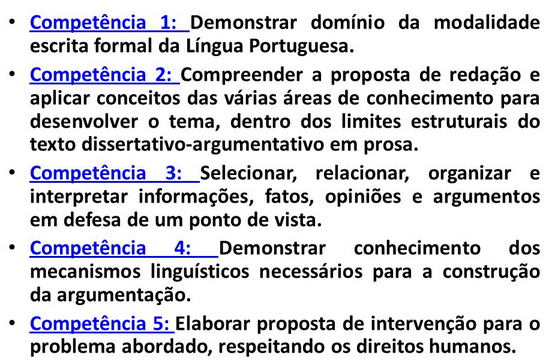 • Competência 1: Demonstrar domínio da modalidade
escrita formal da Língua Portuguesa.
• Competência 2: Compreender a proposta de redação e
aplicar conceitos das várias áreas de conhecimento para
desenvolver o tema, dentro dos limites estruturais do
texto dissertativo-argumentativo em prosa.
• Competência 3: Selecionar, relacionar, organizar e
interpretar informações, fatos, opiniões e argumentos
em defesa de um ponto de vista.
• Competência 4: Demonstrar conhecimento dos
mecanismos linguísticos necessários para a construção
da argumentação.
• Competência 5: Elaborar proposta de intervenção para o
problema abordado, respeitando os direitos humanos.